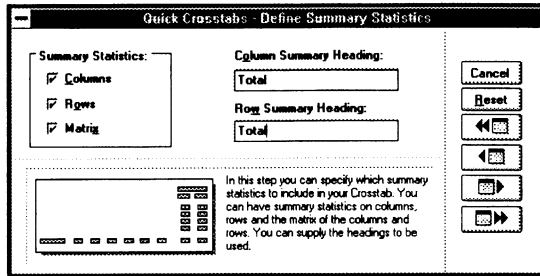 Quick Crosstabs - Define Summary Statistics
Summary Statistics:
Columns
Rows
Matrix
Column Summary Heading:
Total
Row Summary Heading:
Total
Cancel
Reset
In this step you can specify which summary
statistics to include in your Crosstab. You
can have summary statistics on columns,
rows and the matrix of the columns and
rows. You can supply the headings to be
used.